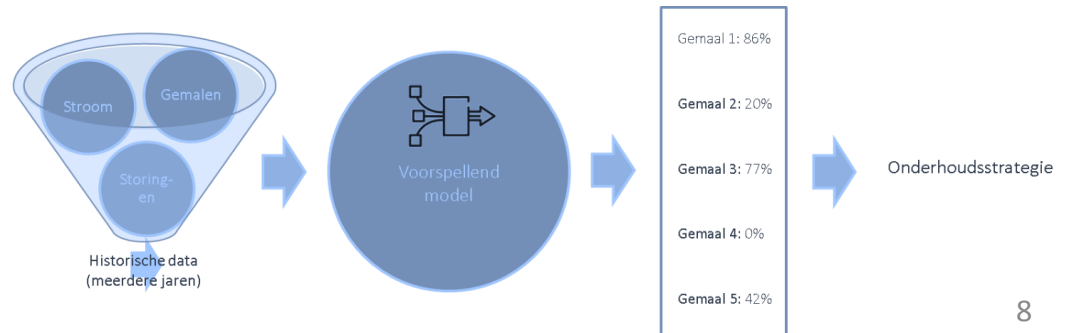 Stroom
Gemalen
Storing-
en
Historische data
(meerdere jaren)
Voorspellend
model
Gemaal 1: 86%
Gemaal 2: 20%
Gemaal 3: 77%
Gemaal 4: 0%
Gemaal 5: 42%
Onderhoudsstrategie
8